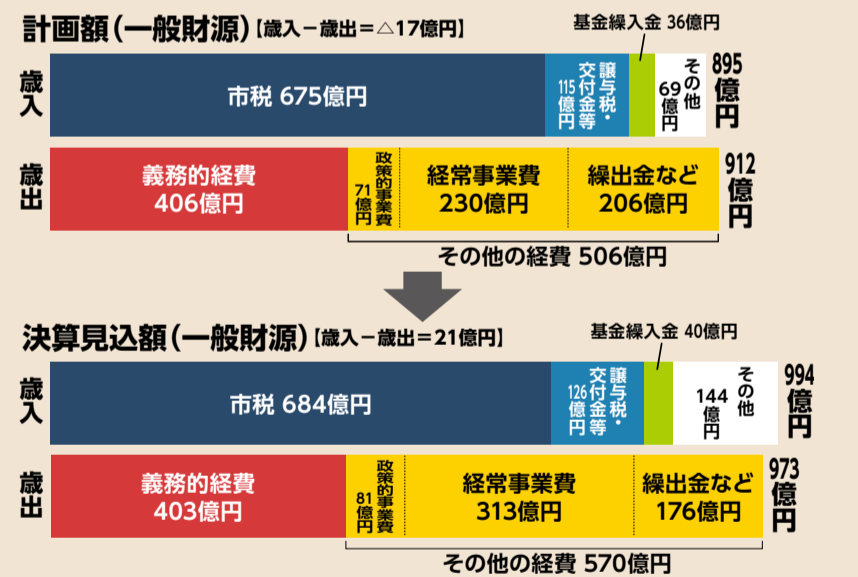 計画額(一般財源)【歳入－歳出＝△17億円】
基金繰入金 36億円
歳入
市税 675億円
譲与税・交付金等 115億円
その他 69億円
895億円
歳出
義務的経費
406億円
政策的事業費 71億円
経常事業費
230億円
繰出金など
206億円
912億円
その他の経費 506億円
決算見込額(一般財源)【歳入－歳出＝21億円】
基金繰入金 40億円
歳入
市税 684億円
譲与税・交付金等 126億円
その他 144億円
994億円
歳出
義務的経費
403億円
政策的事業費 81億円
経常事業費
313億円
繰出金など
176億円
973億円
その他の経費 570億円